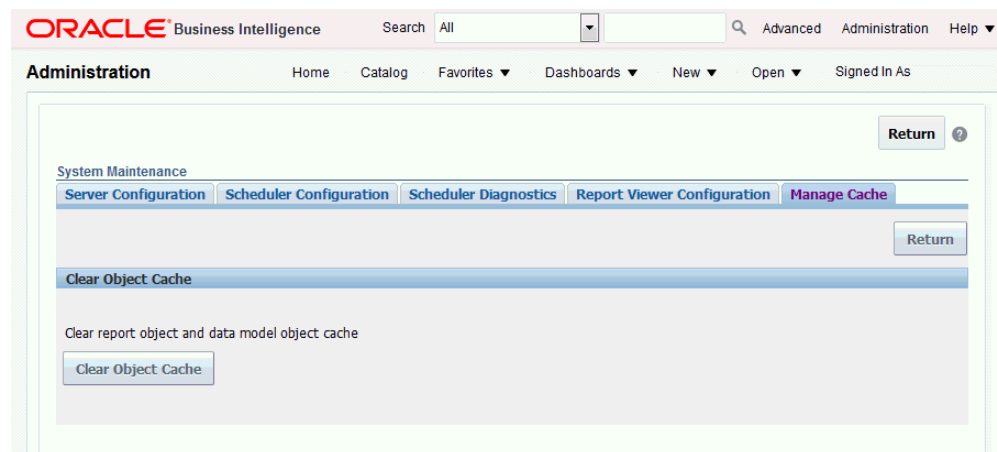 ORACLE Business Intelligence Search All Advanced Administration Help ▼
Administration Home Catalog Favorites ▼ Dashboards ▼ New ▼ Open ▼ Signed In As
Return ?
System Maintenance
Server Configuration Scheduler Configuration Scheduler Diagnostics Report Viewer Configuration Manage Cache
Return
Clear Object Cache
Clear report object and data model object cache
Clear Object Cache